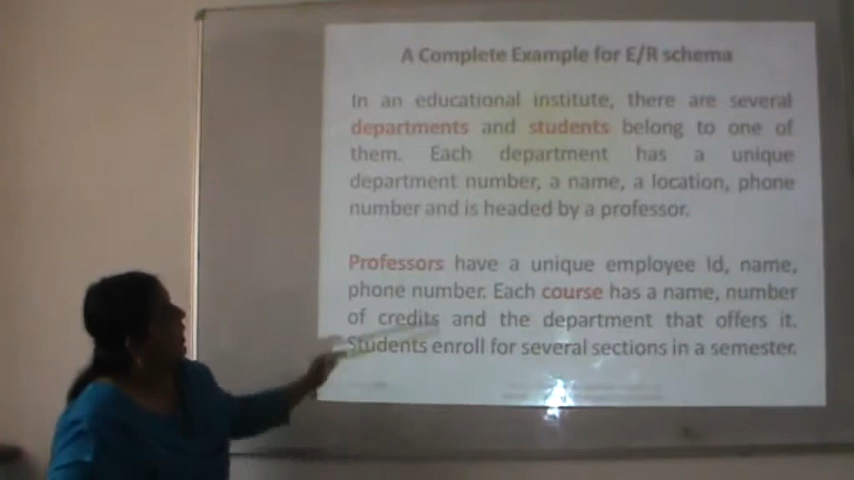 A Complete Example for E/R schema
In an educational institute, there are several
departments and students belong to one of
them. Each department has a unique
department number, a name, a location, phone
number and is headed by a professor.
Professors have a unique employee Id, name,
phone number. Each course has a name, number
of credits and the department that offers it.
Students enroll for several sections in a semester.